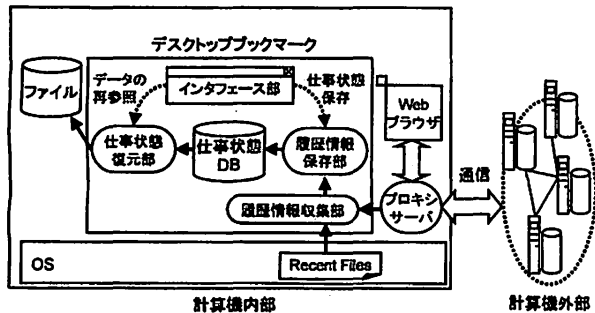 デスクトップブックマーク
ファイル
データの
再参照
インタフェース部
仕事状態
保存
Web
ブラウザ
仕事状態
復元部
仕事状態
DB
履歴情報
保存部
通信
履歴情報収集部
プロキシ
サーバ
OS
Recent Files
計算機内部
計算機外部